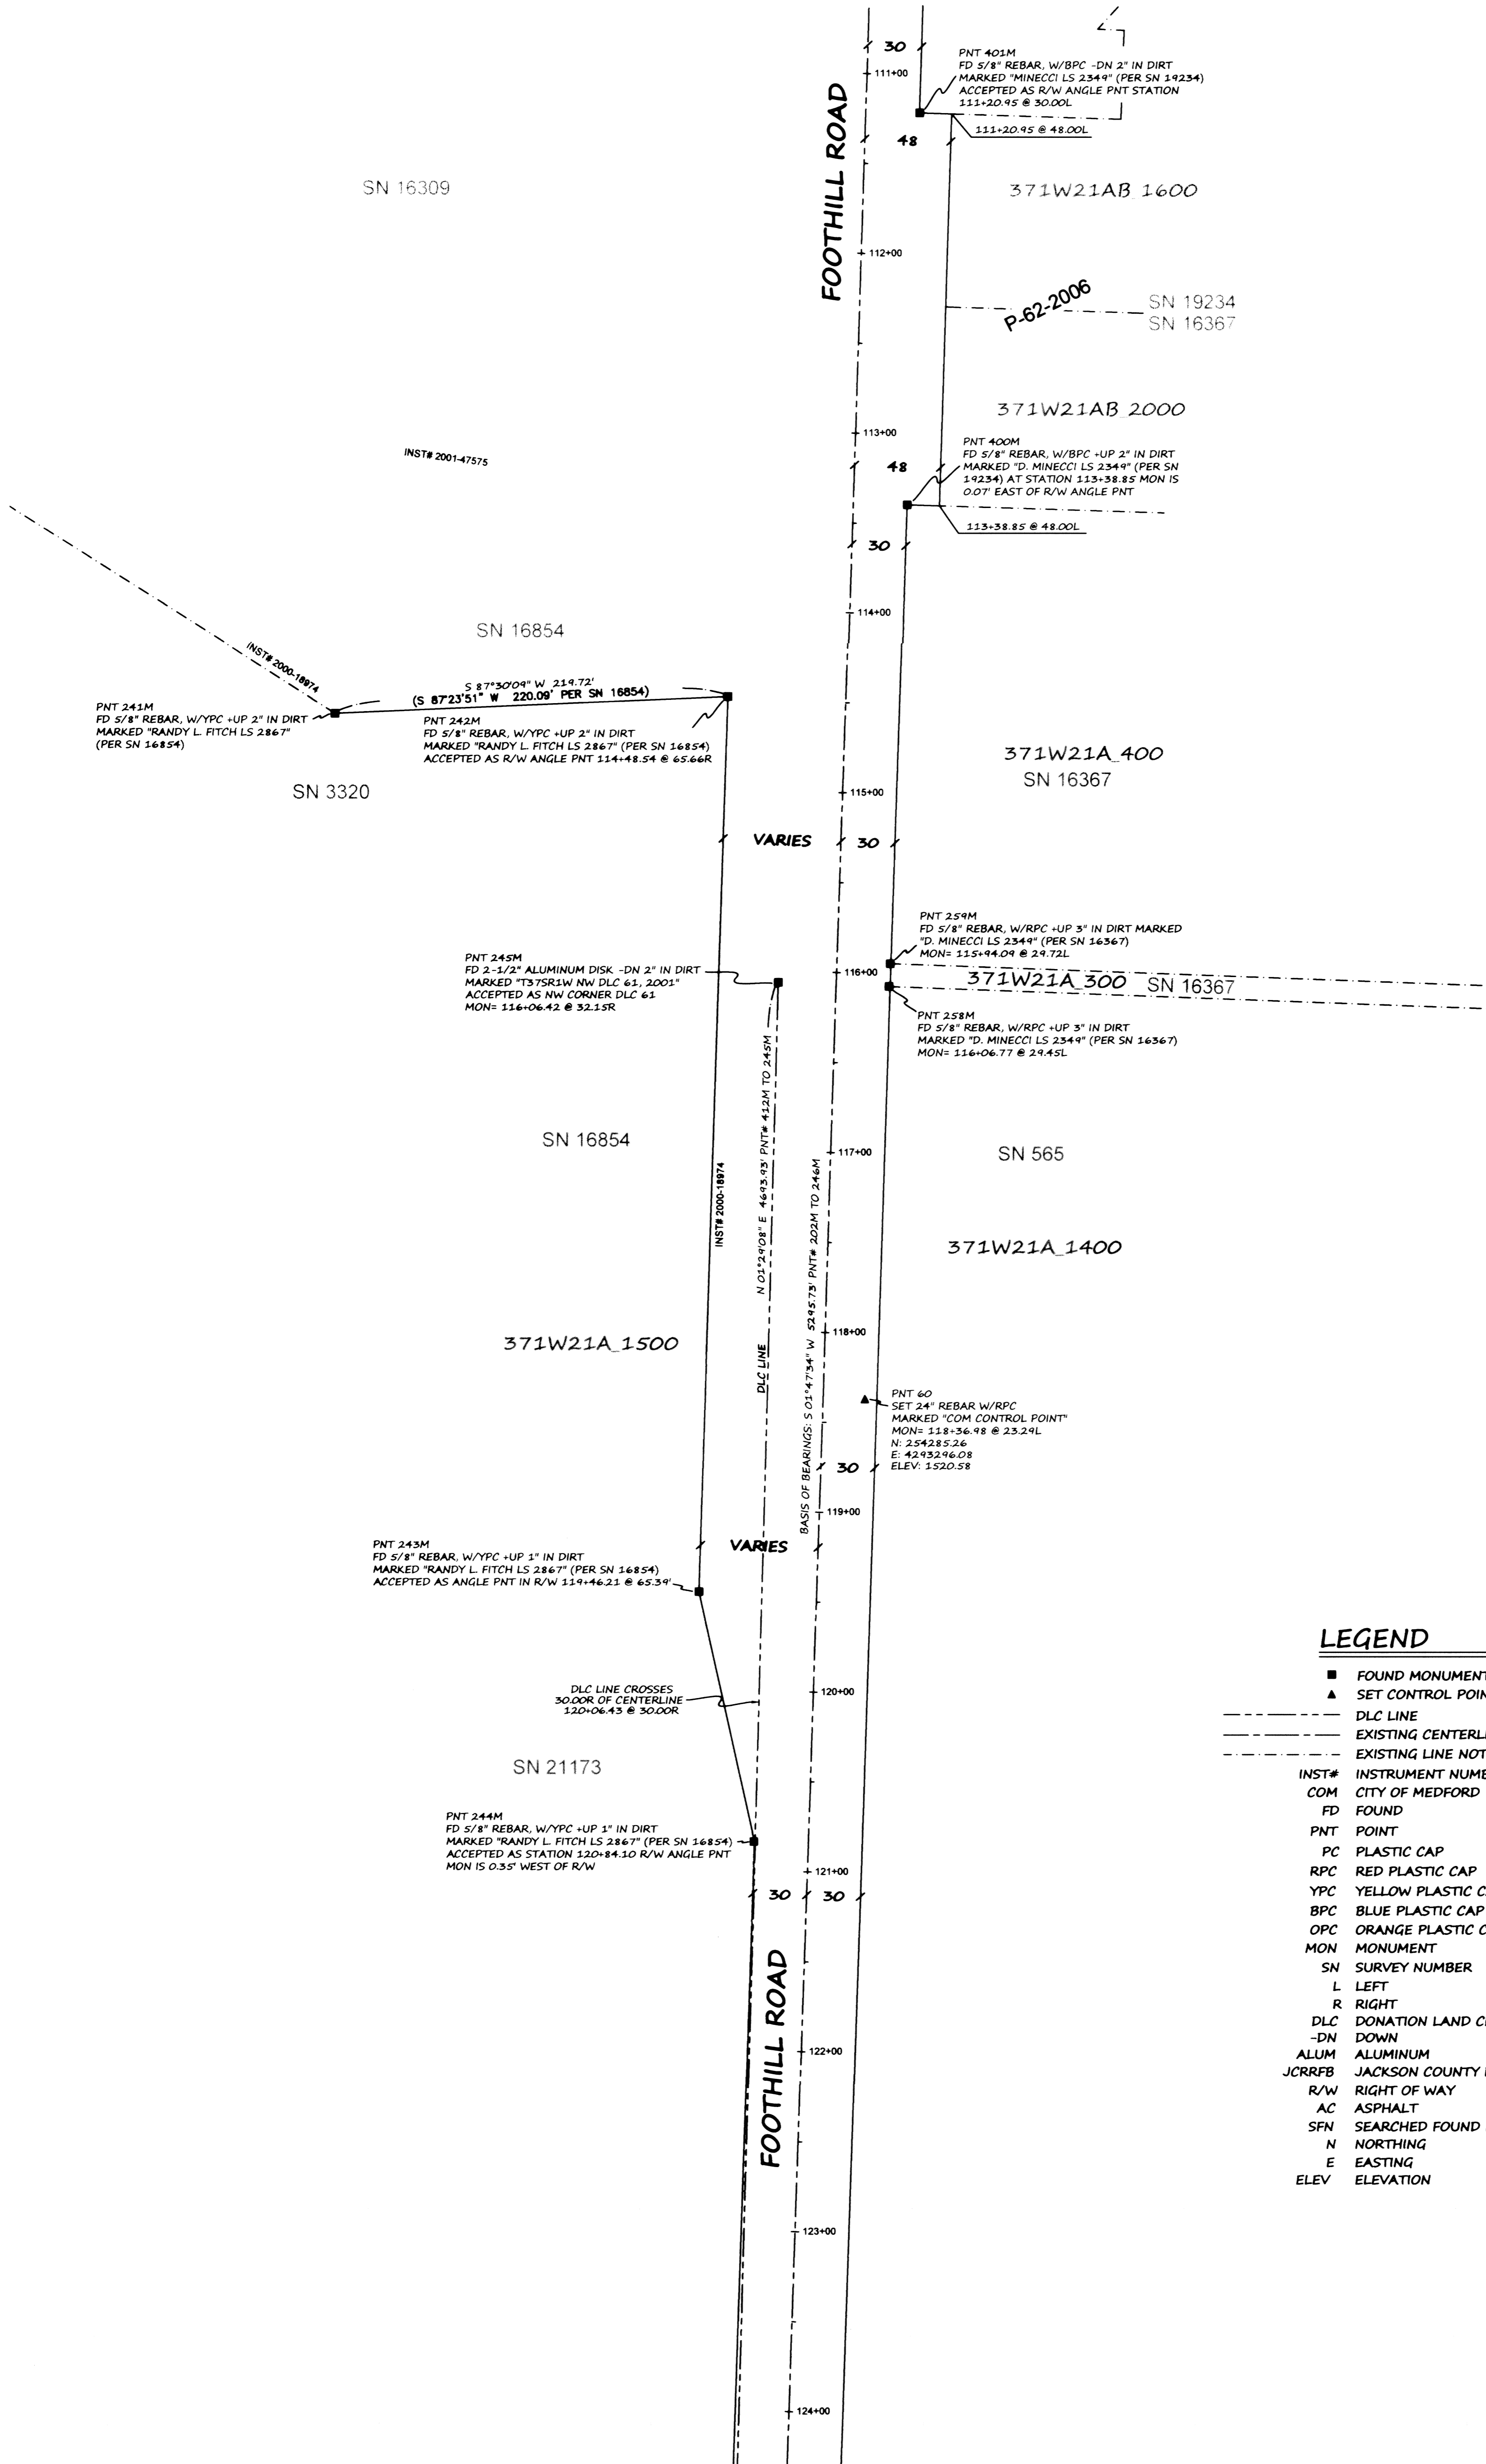 30
111+00
PNT 401M
FD 5/8" REBAR, W/BPC -DN 2" IN DIRT
MARKED "MINECCI LS 2349" (PER SN 19234)
ACCEPTED AS R/W ANGLE PNT STATION
111+20.95 @ 30.00L
111+20.95 @ 48.00L
48
FOOTHILL ROAD
SN 16309
371W21AB_1600
112+00
P-62-2006
SN 19234
SN 16367
371W21AB_2000
113+00
48
PNT 400M
FD 5/8" REBAR, W/BPC +UP 2" IN DIRT
MARKED "D. MINECCI LS 2349" (PER SN
19234) AT STATION 113+38.85 MON IS
0.07' EAST OF R/W ANGLE PNT
113+38.85 @ 48.00L
INST# 2001-47575
30
114+00
SN 16854
INST# 2000-18974
S 87°30'09" W 219.72'
(S 87°23'51" W 220.09' PER SN 16854)
PNT 241M
FD 5/8" REBAR, W/YPC +UP 2" IN DIRT
MARKED "RANDY L. FITCH LS 2867"
(PER SN 16854)
PNT 242M
FD 5/8" REBAR, W/YPC +UP 2" IN DIRT
MARKED "RANDY L. FITCH LS 2867" (PER SN 16854)
ACCEPTED AS R/W ANGLE PNT 114+48.54 @ 65.66R
371W21A_400
SN 16367
SN 3320
115+00
VARIES
30
PNT 259M
FD 5/8" REBAR, W/RPC +UP 3" IN DIRT MARKED
"D. MINECCI LS 2349" (PER SN 16367)
MON= 115+94.09 @ 29.72L
PNT 245M
FD 2-1/2" ALUMINUM DISK -DN 2" IN DIRT
MARKED "T37SR1W NW DLC 61, 2001"
ACCEPTED AS NW CORNER DLC 61
MON= 116+06.42 @ 32.15R
116+00
371W21A_300 SN 16367
PNT 258M
FD 5/8" REBAR, W/RPC +UP 3" IN DIRT
MARKED "D. MINECCI LS 2349" (PER SN 16367)
MON= 116+06.77 @ 29.45L
SN 16854
117+00
SN 565
INST# 2000-18974
DLC LINE N 01°29'08" E 4693.93' PNT# 412M TO 245M
BASIS OF BEARINGS: S 01°47'34" W 5295.73' PNT# 202M TO 246M
371W21A_1400
371W21A_1500
118+00
PNT 60
SET 24" REBAR W/RPC
MARKED "COM CONTROL POINT"
MON= 118+36.98 @ 23.29L
N: 254285.26
E: 4293296.08
ELEV: 1520.58
30
119+00
VARIES
PNT 243M
FD 5/8" REBAR, W/YPC +UP 1" IN DIRT
MARKED "RANDY L. FITCH LS 2867" (PER SN 16854)
ACCEPTED AS ANGLE PNT IN R/W 119+46.21 @ 65.39'
DLC LINE CROSSES
30.00R OF CENTERLINE
120+06.43 @ 30.00R
120+00
SN 21173
PNT 244M
FD 5/8" REBAR, W/YPC +UP 1" IN DIRT
MARKED "RANDY L. FITCH LS 2867" (PER SN 16854)
ACCEPTED AS STATION 120+84.10 R/W ANGLE PNT
MON IS 0.35' WEST OF R/W
121+00
30 30
FOOTHILL ROAD
122+00
123+00
124+00
LEGEND
FOUND MONUMENT
SET CONTROL POIN
DLC LINE
EXISTING CENTERL
EXISTING LINE NOT
INST# INSTRUMENT NUMB
COM CITY OF MEDFORD
FD FOUND
PNT POINT
PC PLASTIC CAP
RPC RED PLASTIC CAP
YPC YELLOW PLASTIC C
BPC BLUE PLASTIC CAP
OPC ORANGE PLASTIC C
MON MONUMENT
SN SURVEY NUMBER
L LEFT
R RIGHT
DLC DONATION LAND C
-DN DOWN
ALUM ALUMINUM
JCRRFB JACKSON COUNTY
R/W RIGHT OF WAY
AC ASPHALT
SFN SEARCHED FOUND
N NORTHING
E EASTING
ELEV ELEVATION